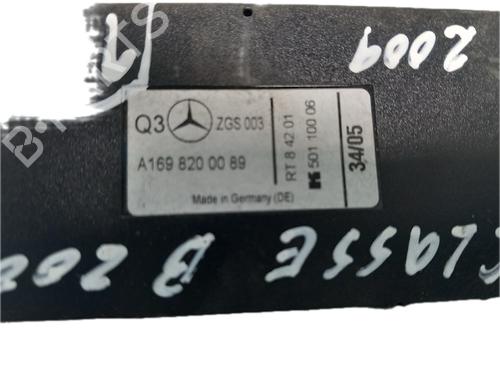 2009
Q3 ZGS 003
A169 820 00 89
Made in Germany (DE)
RT 8 42 01
501 100 06
34/05
CLASSE
B 200